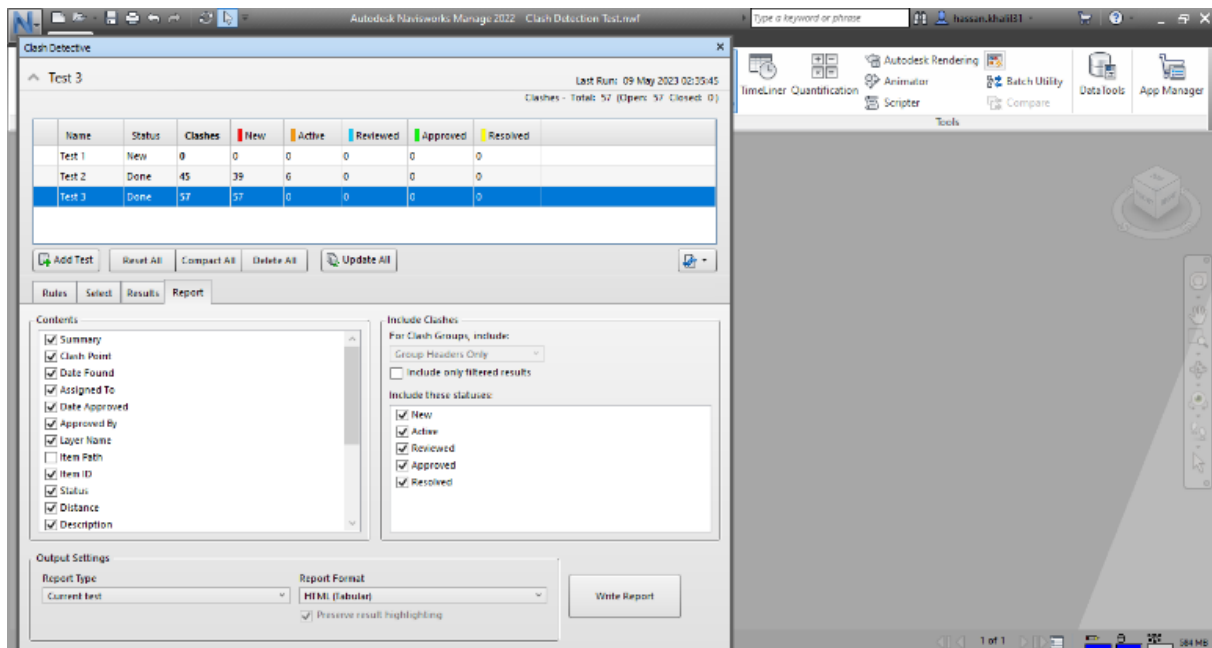 Autodesk Navisworks Manage 2022 Clash Detection Test.nwf
Type a keyword or phrase
hassan.khalil31
Clash Detective
Test 3
Last Run: 09 May 2023 02:35:45
Clashes - Total: 57 (Open: 57 Closed: 0)
Name Status Clashes New Active Reviewed Approved Resolved
Test 1 New 0 0 0 0 0 0
Test 2 Done 45 39 6 0 0 0
Test 3 Done 57 57 0 0 0 0
Add Test Reset All Compact All Delete All Update All
Rules Select Results Report
Contents
Summary
Clash Point
Date Found
Assigned To
Date Approved
Approved By
Layer Name
Item Path
Item ID
Status
Distance
Description
Include Clashes
For Clash Groups, include:
Group Headers Only
Include only filtered results
Include these statuses:
New
Active
Reviewed
Approved
Resolved
Output Settings
Report Type
Current test
Report Format
HTML (Tabular)
Preserve result highlighting
Write Report
TimeLiner Quantification
Autodesk Rendering
Animator
Scripter
Batch Utility
Compare
DataTools
App Manager
Tools
1 of 1
584 MB